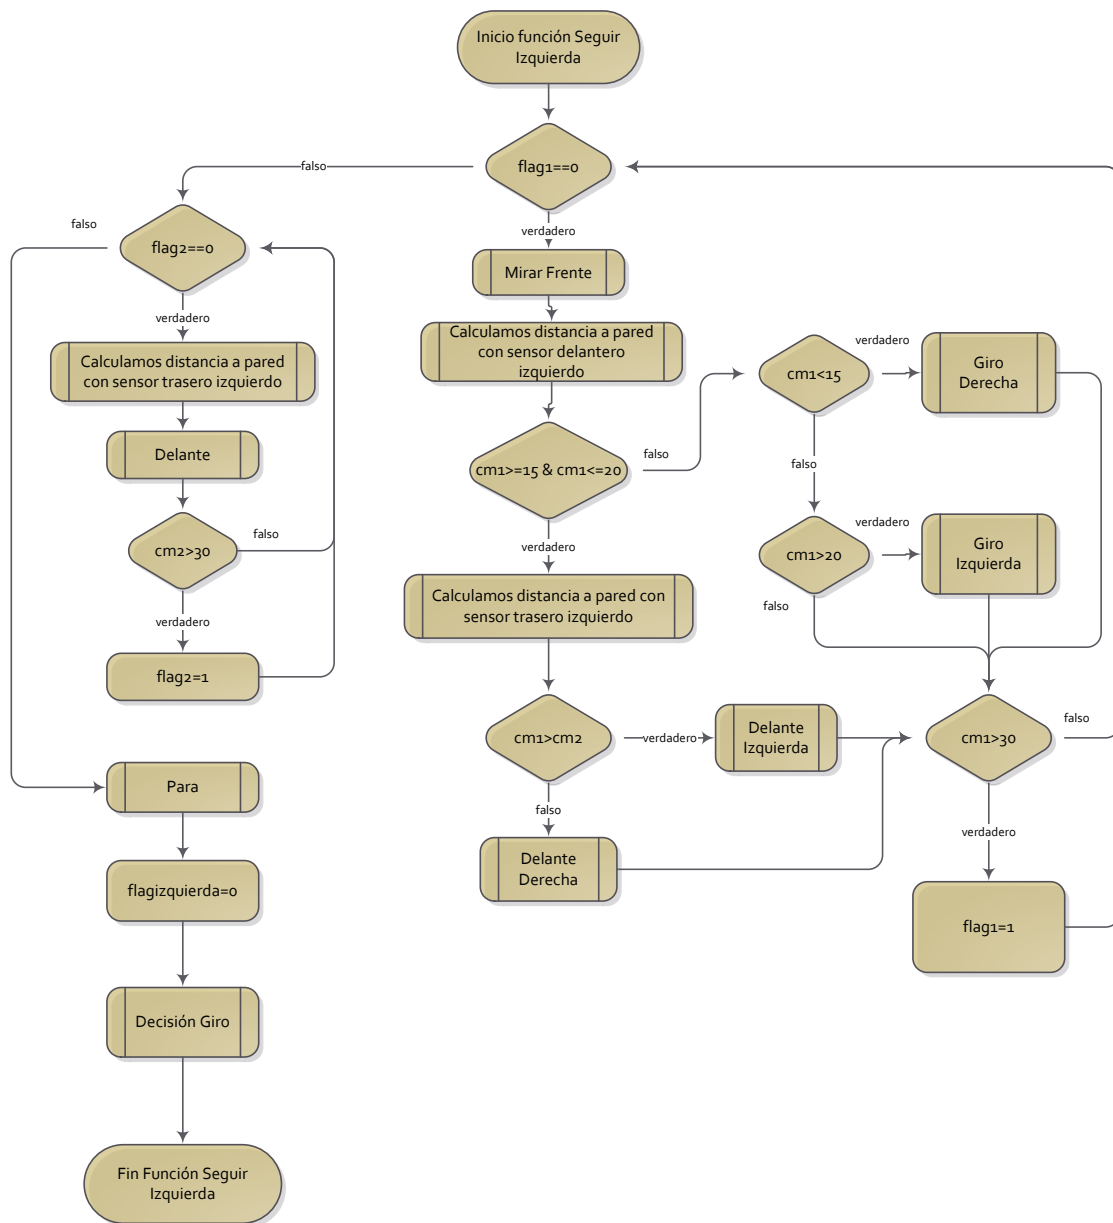 Inicio función Seguir
Izquierda
flag1==0
falso
verdadero
Mirar Frente
Calculamos distancia a pared
con sensor delantero
izquierdo
cm1>=15 & cm1<=20
falso
verdadero
Calculamos distancia a pared con
sensor trasero izquierdo
cm1>cm2
verdadero
Delante
Izquierda
falso
Delante
Derecha
cm1<15
verdadero
Giro
Derecha
falso
cm1>20
verdadero
Giro
Izquierda
falso
cm1>30
falso
verdadero
flag1=1
falso
flag2==0
verdadero
Calculamos distancia a pared
con sensor trasero izquierdo
Delante
cm2>30
falso
verdadero
flag2=1
Para
flagizquierda=0
Decisión Giro
Fin Función Seguir
Izquierda